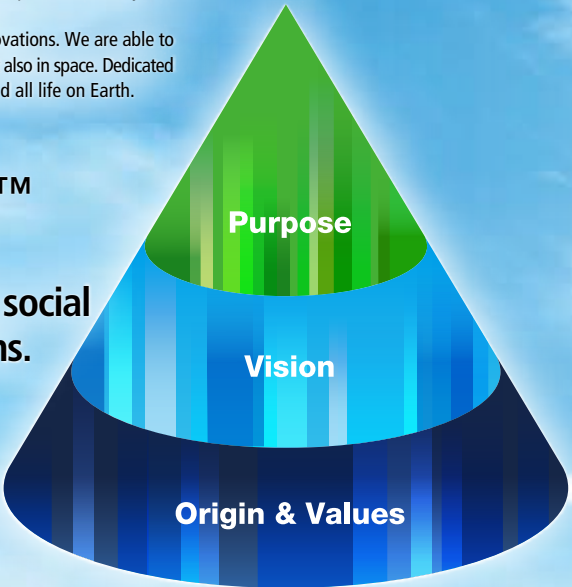 ovations. We are able to
also in space. Dedicated
d all life on Earth.
TM
Purpose
social
ns.
Vision
Origin & Values